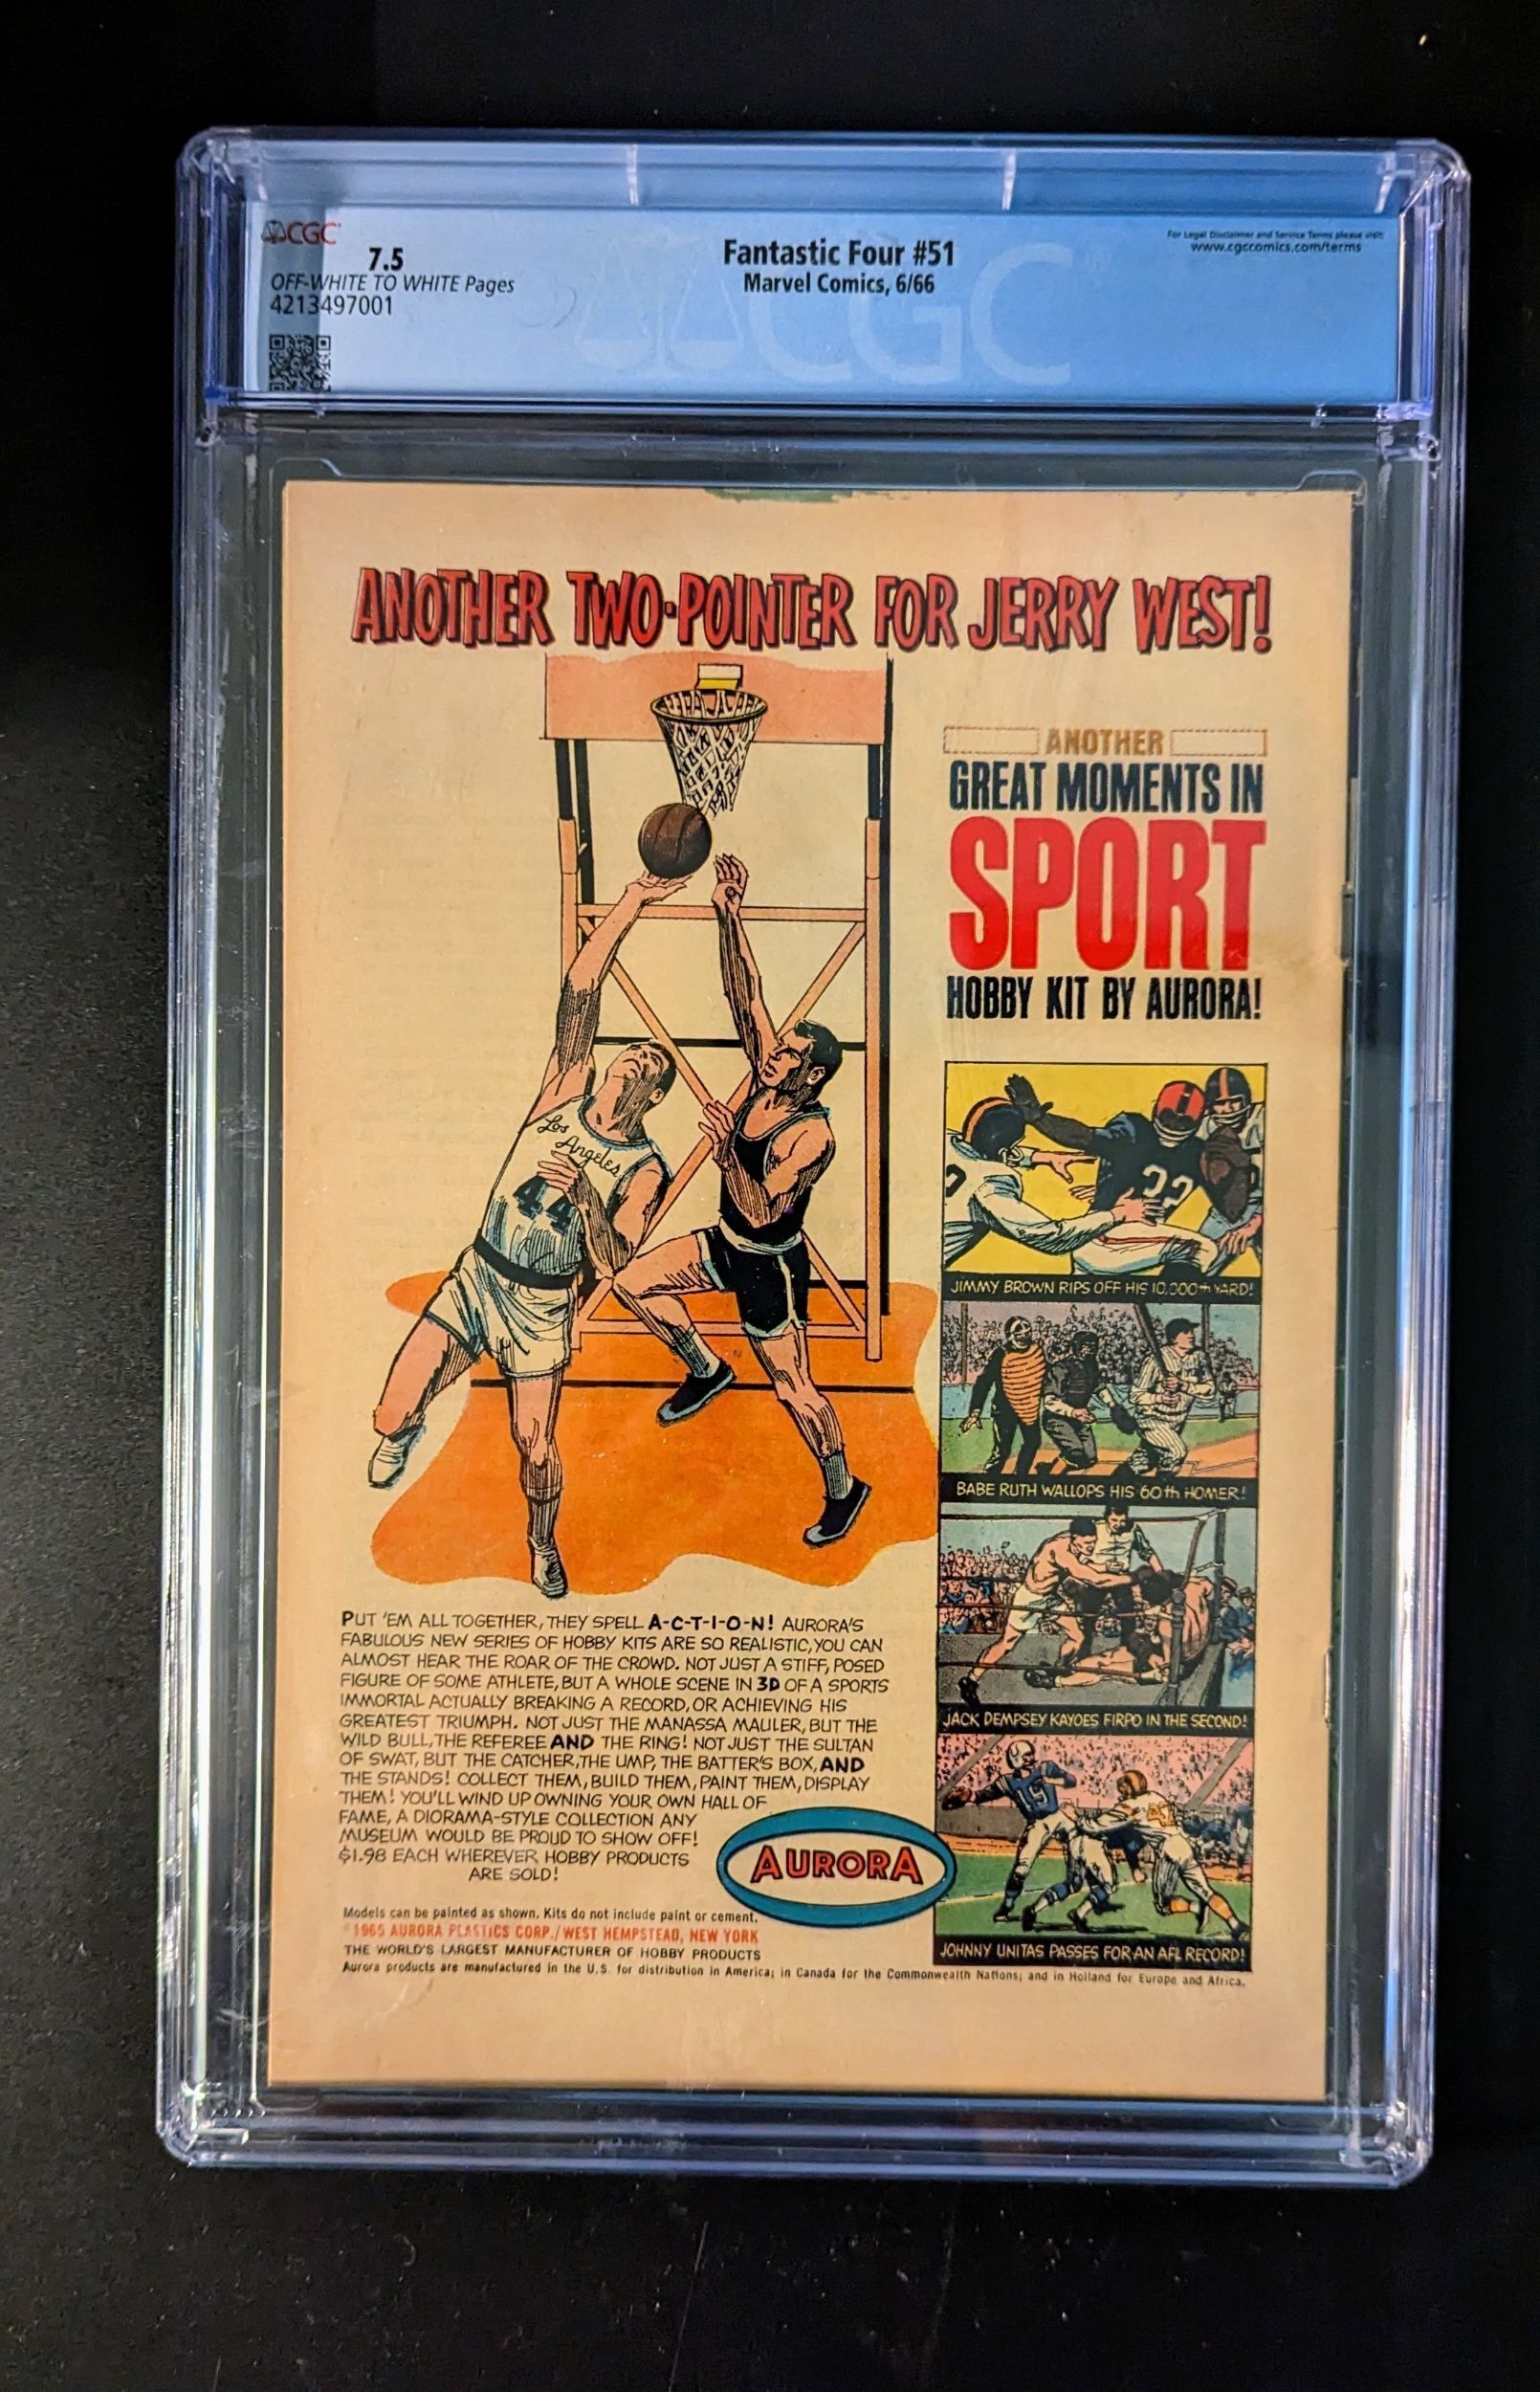 CGC
7.5
OFF-WHITE TO WHITE Pages
4213497001
Fantastic Four #51
Marvel Comics, 6/66
For Legal Disclaimer and Service Terms please visit:
www.cgccomics.com/terms
CGC
ANOTHER TWO-POINTER FOR JERRY WEST!
ANOTHER
GREAT MOMENTS IN
SPORT
HOBBY KIT BY AURORA!
Los
Angeles
44
32
JIMMY BROWN RIPS OFF HIS 10,000th YARD!
BABE RUTH WALLOPS HIS 60th HOMER!
JACK DEMPSEY KAYOES FIRPO IN THE SECOND!
19
JOHNNY UNITAS PASSES FOR AN AFL RECORD!
PUT 'EM ALL TOGETHER, THEY SPELL A-C-T-I-O-N! AURORA'S
FABULOUS NEW SERIES OF HOBBY KITS ARE SO REALISTIC, YOU CAN
ALMOST HEAR THE ROAR OF THE CROWD. NOT JUST A STIFF, POSED
FIGURE OF SOME ATHLETE, BUT A WHOLE SCENE IN 3D OF A SPORTS
IMMORTAL ACTUALLY BREAKING A RECORD, OR ACHIEVING HIS
GREATEST TRIUMPH. NOT JUST THE MANASSA MAULER, BUT THE
WILD BULL, THE REFEREE AND THE RING! NOT JUST THE SULTAN
OF SWAT, BUT THE CATCHER, THE UMP, THE BATTER'S BOX, AND
THE STANDS! COLLECT THEM, BUILD THEM, PAINT THEM, DISPLAY
THEM! YOU'LL WIND UP OWNING YOUR OWN HALL OF
FAME, A DIORAMA-STYLE COLLECTION ANY
MUSEUM WOULD BE PROUD TO SHOW OFF!
$1.98 EACH WHEREVER HOBBY PRODUCTS
ARE SOLD!
AURORA
Models can be painted as shown. Kits do not include paint or cement.
©1965 AURORA PLASTICS CORP./WEST HEMPSTEAD, NEW YORK
THE WORLD'S LARGEST MANUFACTURER OF HOBBY PRODUCTS
Aurora products are manufactured in the U.S. for distribution in America; in Canada for the Commonwealth Nations; and in Holland for Europe and Africa.